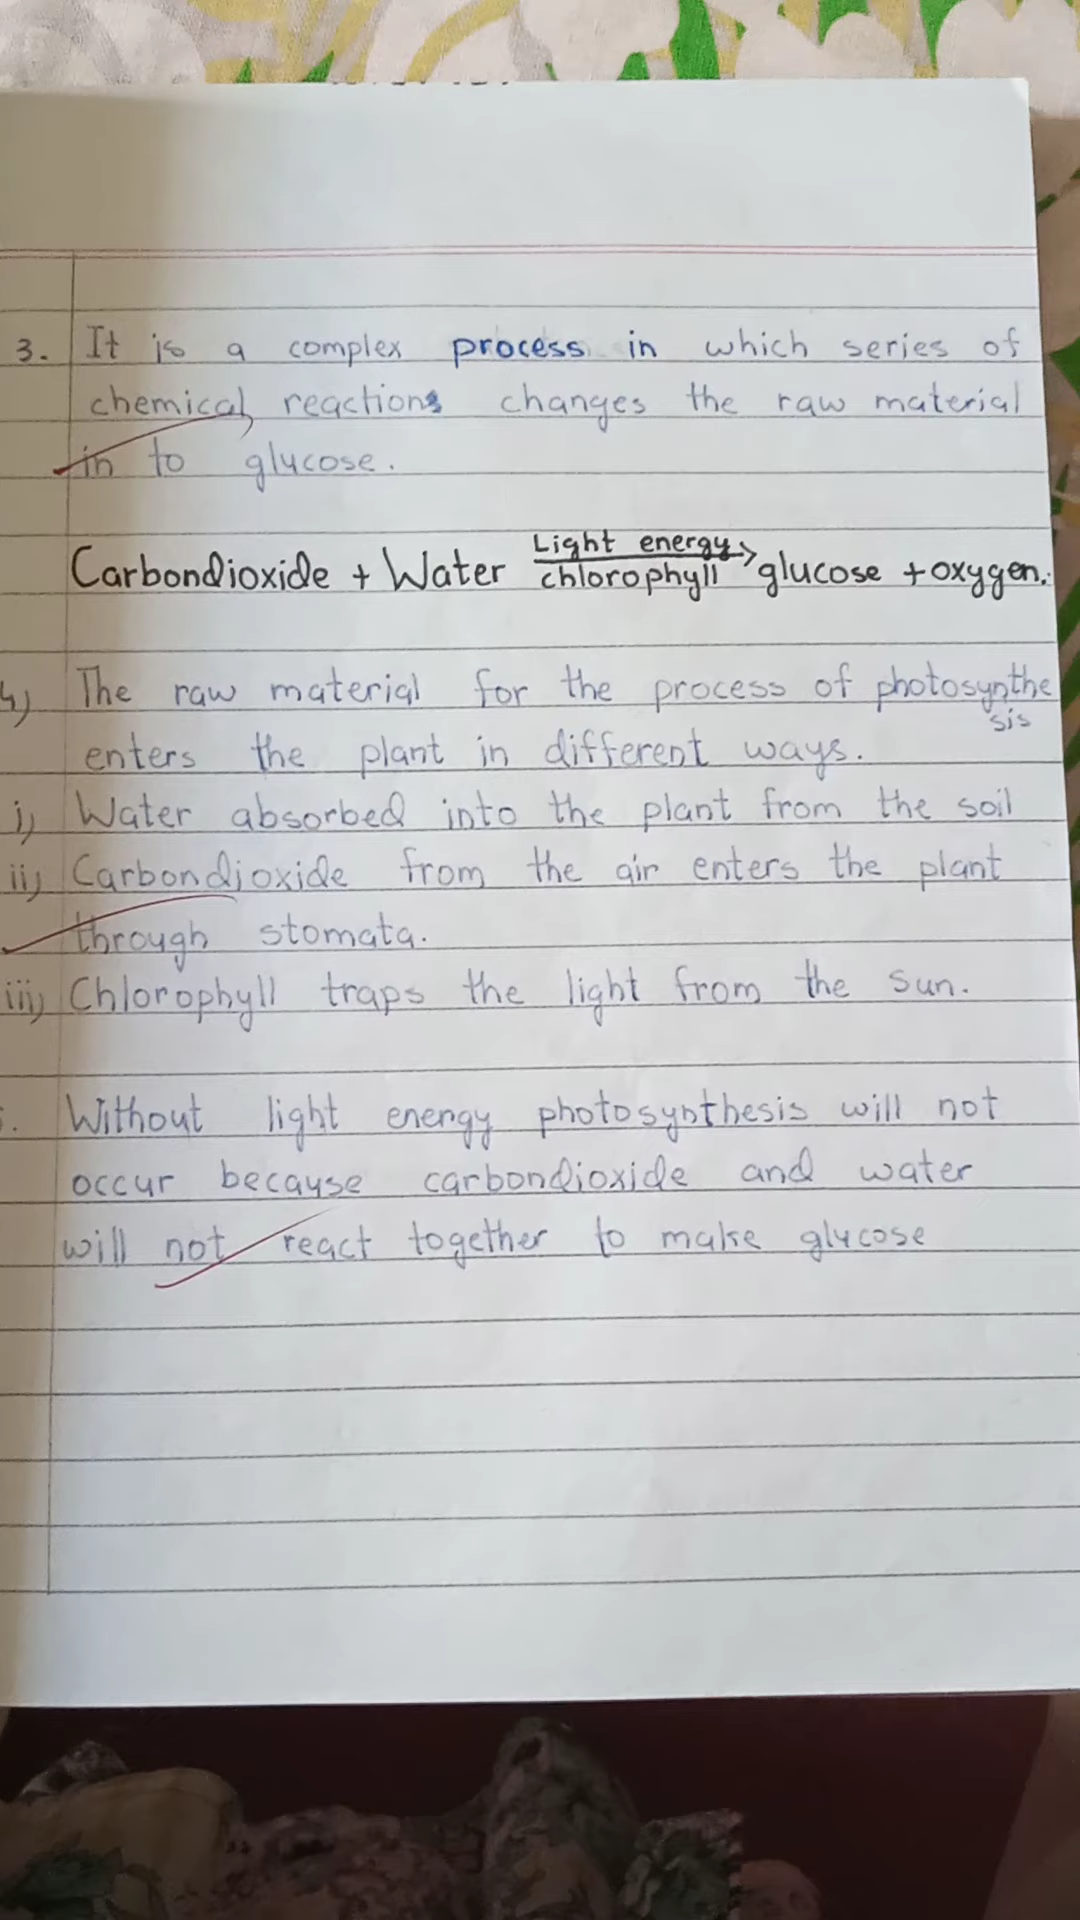 3. It is a complex process in which series of
chemical reactions changes the raw material
in to glucose.
Carbondioxide + Water Light energy> chlorophyll glucose + oxygen.
4) The raw material for the process of photosynthe
sis
enters the plant in different ways.
i) Water absorbed into the plant from the soil
ii) Carbondioxide from the air enters the plant
through stomata.
iii) Chlorophyll traps the light from the sun.
. Without light energy photosynthesis will not
occur because carbondioxide and water
will not react together to make glucose